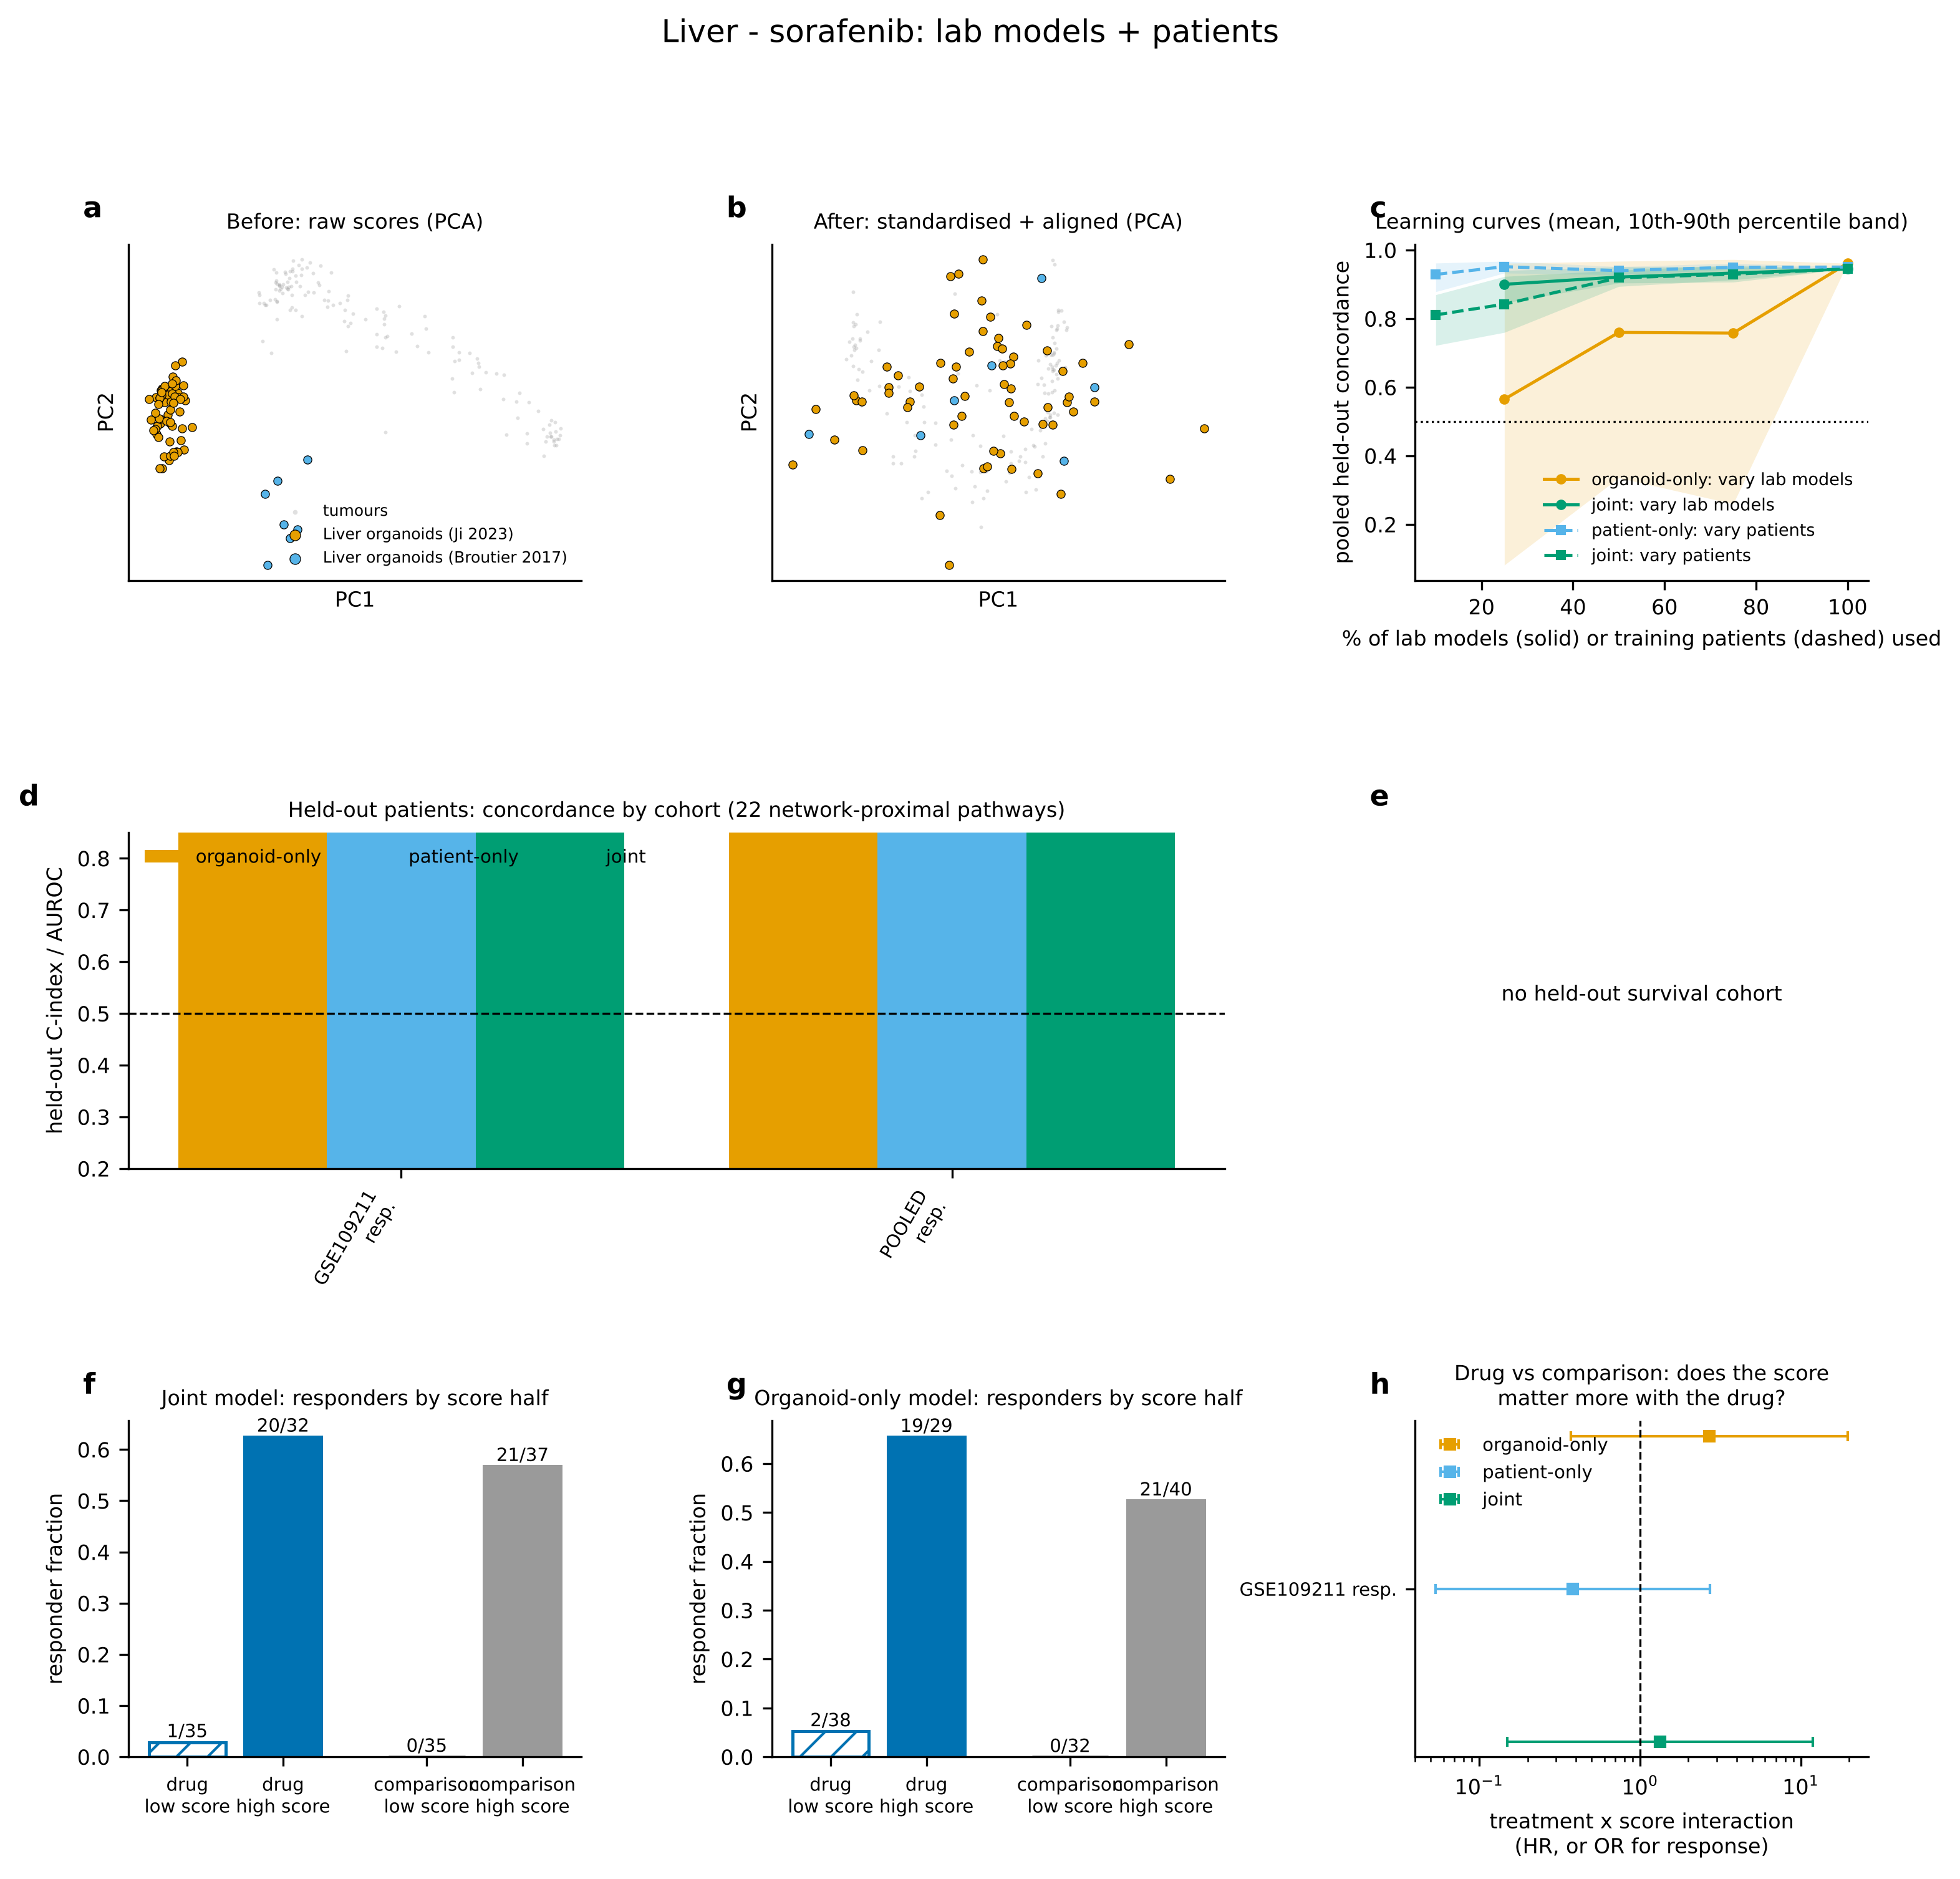 Liver - sorafenib: lab models + patients
a
Before: raw scores (PCA)
PC2
tumours
Liver organoids (Ji 2023)
Liver organoids (Broutier 2017)
PC1
b
After: standardised + aligned (PCA)
PC2
PC1
c
Learning curves (mean, 10th-90th percentile band)
pooled held-out concordance
1.0
0.8
0.6
0.4
0.2
organoid-only: vary lab models
joint: vary lab models
patient-only: vary patients
joint: vary patients
20 40 60 80 100
% of lab models (solid) or training patients (dashed) used
d
Held-out patients: concordance by cohort (22 network-proximal pathways)
held-out C-index / AUROC
0.8
0.7
0.6
0.5
0.4
0.3
0.2
organoid-only patient-only joint
GSE109211
resp.
POOLED
resp.
e
no held-out survival cohort
f
Joint model: responders by score half
responder fraction
0.6
0.5
0.4
0.3
0.2
0.1
0.0
1/35
20/32
0/35
21/37
drug
low score
drug
high score
comparison
low score
comparison
high score
g
Organoid-only model: responders by score half
responder fraction
0.6
0.5
0.4
0.3
0.2
0.1
0.0
2/38
19/29
0/32
21/40
drug
low score
drug
high score
comparison
low score
comparison
high score
h
Drug vs comparison: does the score
matter more with the drug?
organoid-only
patient-only
joint
GSE109211 resp.
10⁻¹ 10⁰ 10¹
treatment x score interaction
(HR, or OR for response)